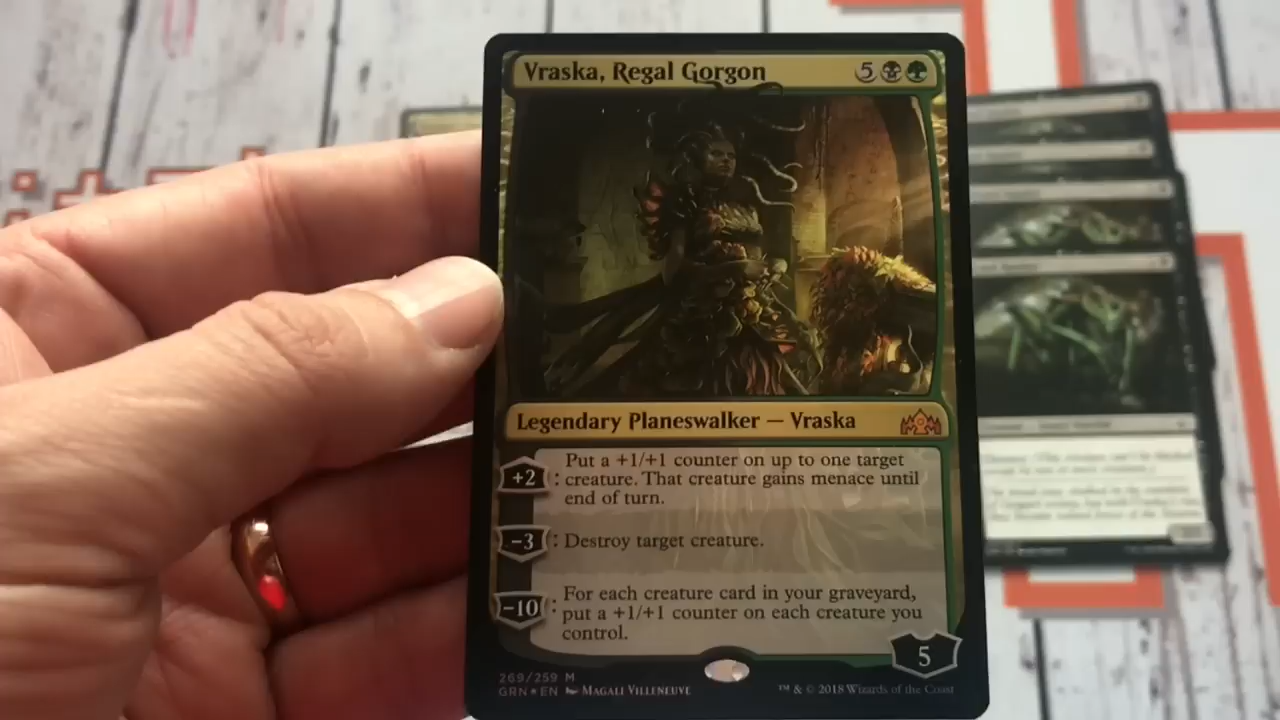 Vraska, Regal Gorgon 5
Legendary Planeswalker — Vraska
+2 : Put a +1/+1 counter on up to one target
creature. That creature gains menace until
end of turn.
−3 : Destroy target creature.
−10 : For each creature card in your graveyard,
put a +1/+1 counter on each creature you
control.
5
269/259 M
GRN ★ EN Magali Villeneuve
™ & © 2018 Wizards of the Coast